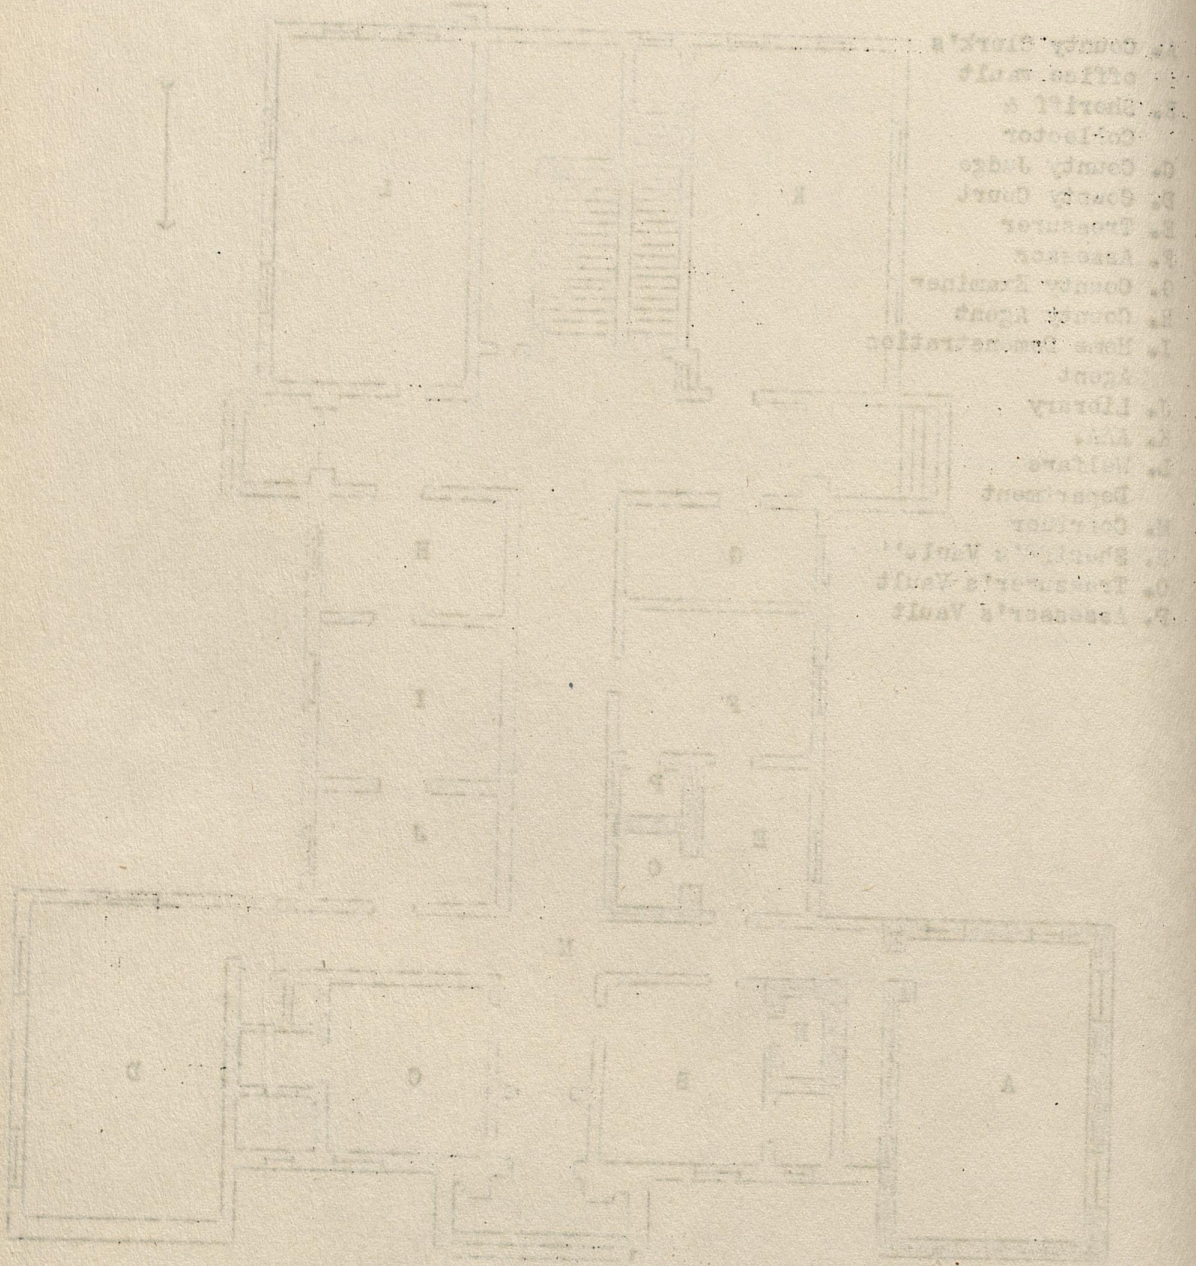 A. County Clerk's
office vault
B. Sheriff &
Collector
C. County Judge
D. County Court
E. Treasurer
F. Assessor
G. County Examiner
H. County Agent
I. Home Demonstration
Agent
J. Library
K. AAA.
L. Welfare
Department
M. Corridor
N. Sheriff's Vault
O. Treasurer's Vault
P. Assessor's Vault
L
K
H
G
I
F
P
J
E
O
M
N
D
C
B
A